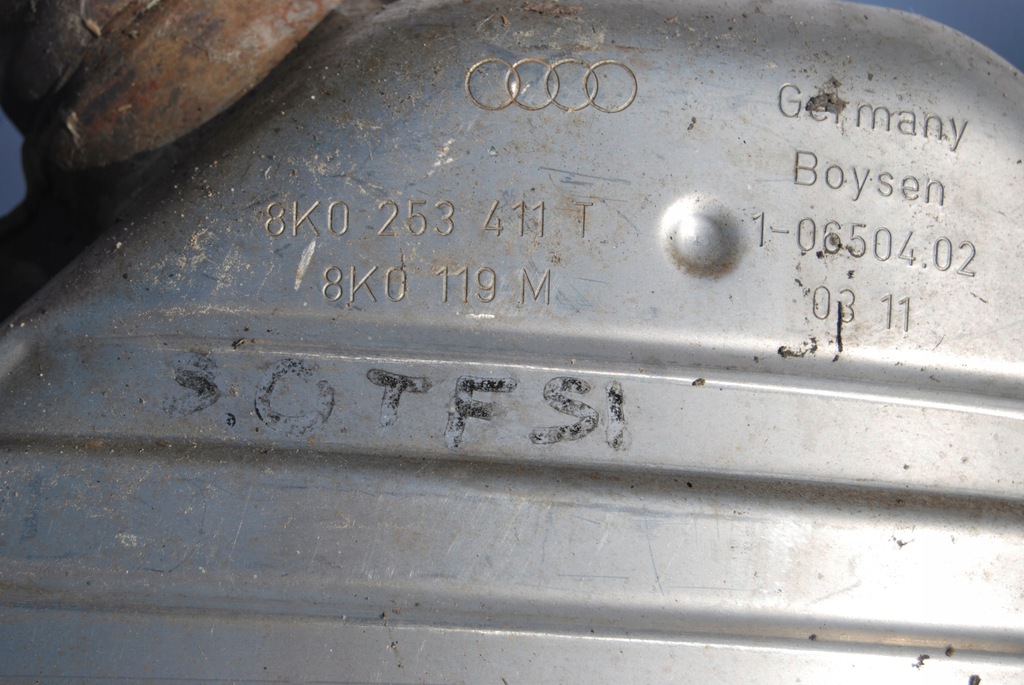 Germany
Boysen
8K0 253 411 T
1-06504.02
8K0 119 M
03 11
3.0 TFSI